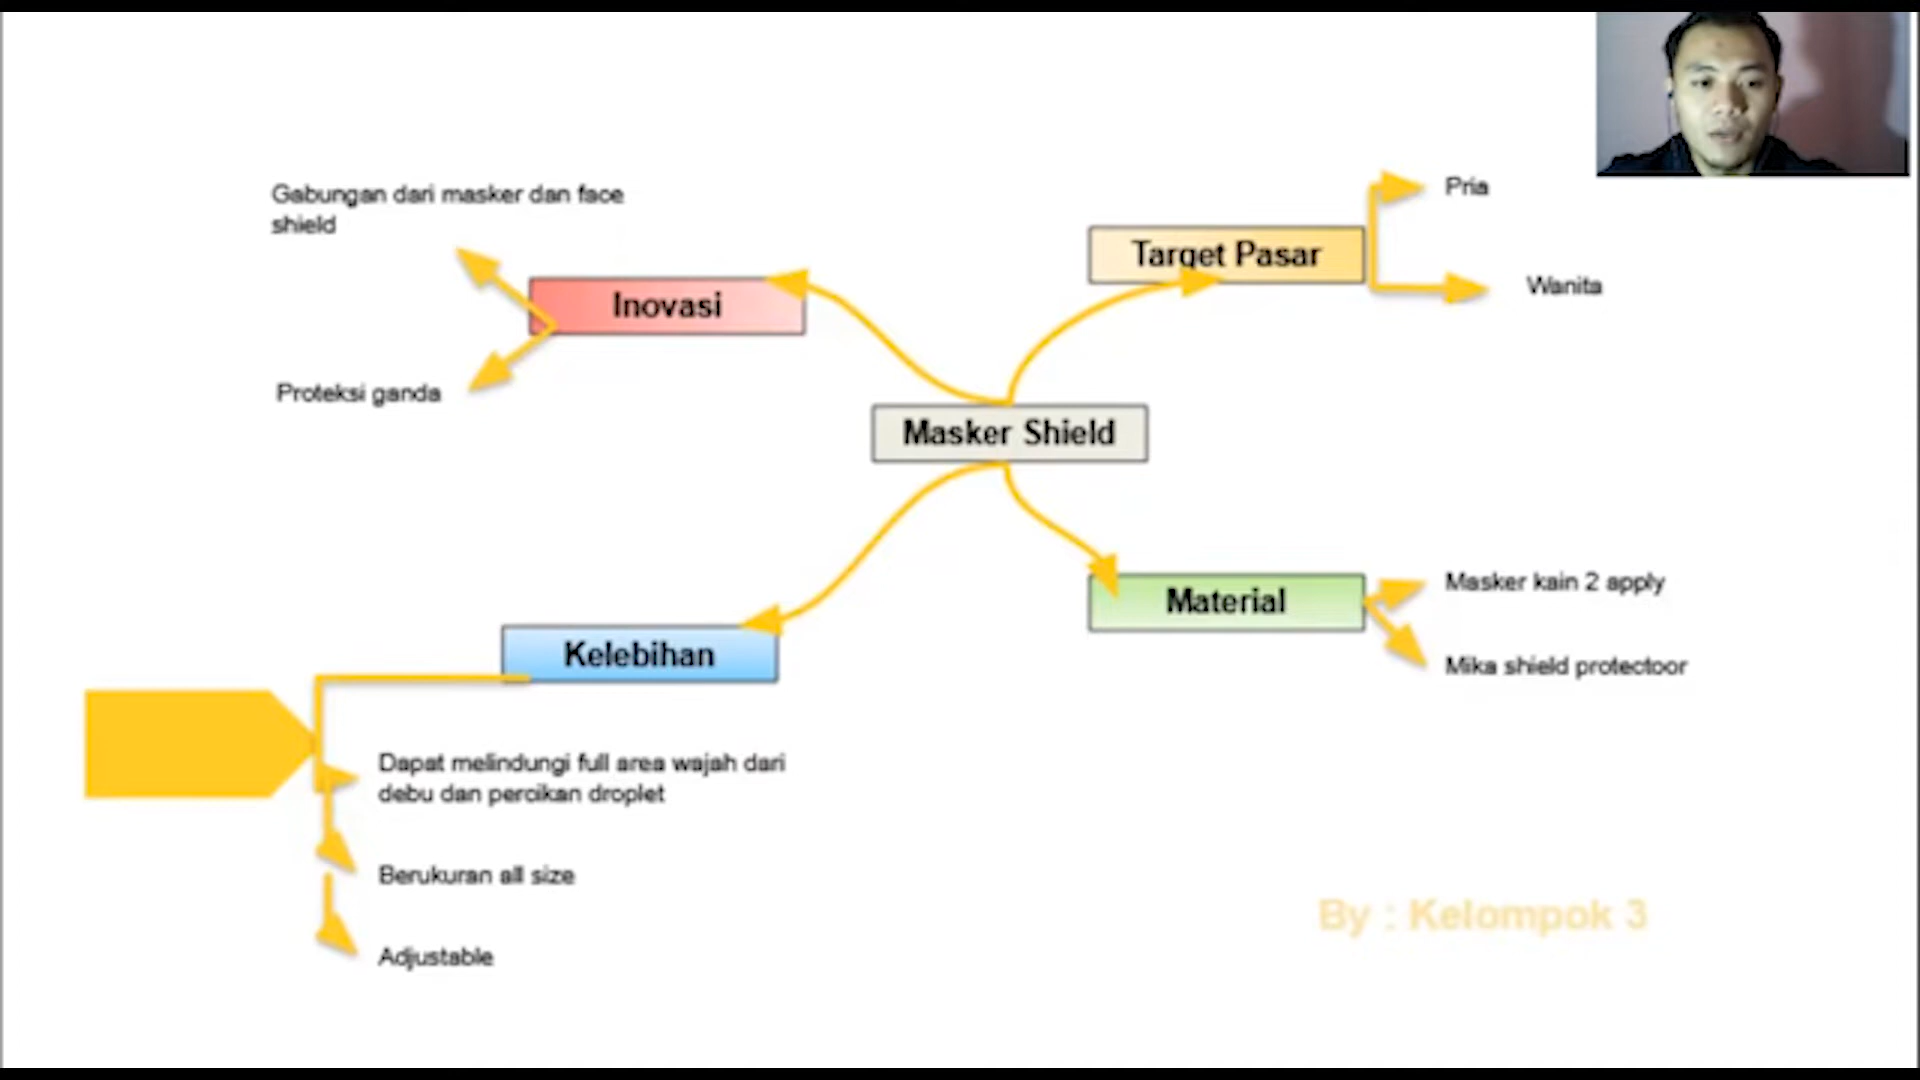 Gabungan dari masker dan face
shield
Inovasi
Proteksi ganda
Target Pasar
Pria
Wanita
Masker Shield
Kelebihan
Dapat melindungi full area wajah dari
debu dan percikan droplet
Berukuran all size
Adjustable
Material
Masker kain 2 apply
Mika shield protectoor
By : Kelompok 3